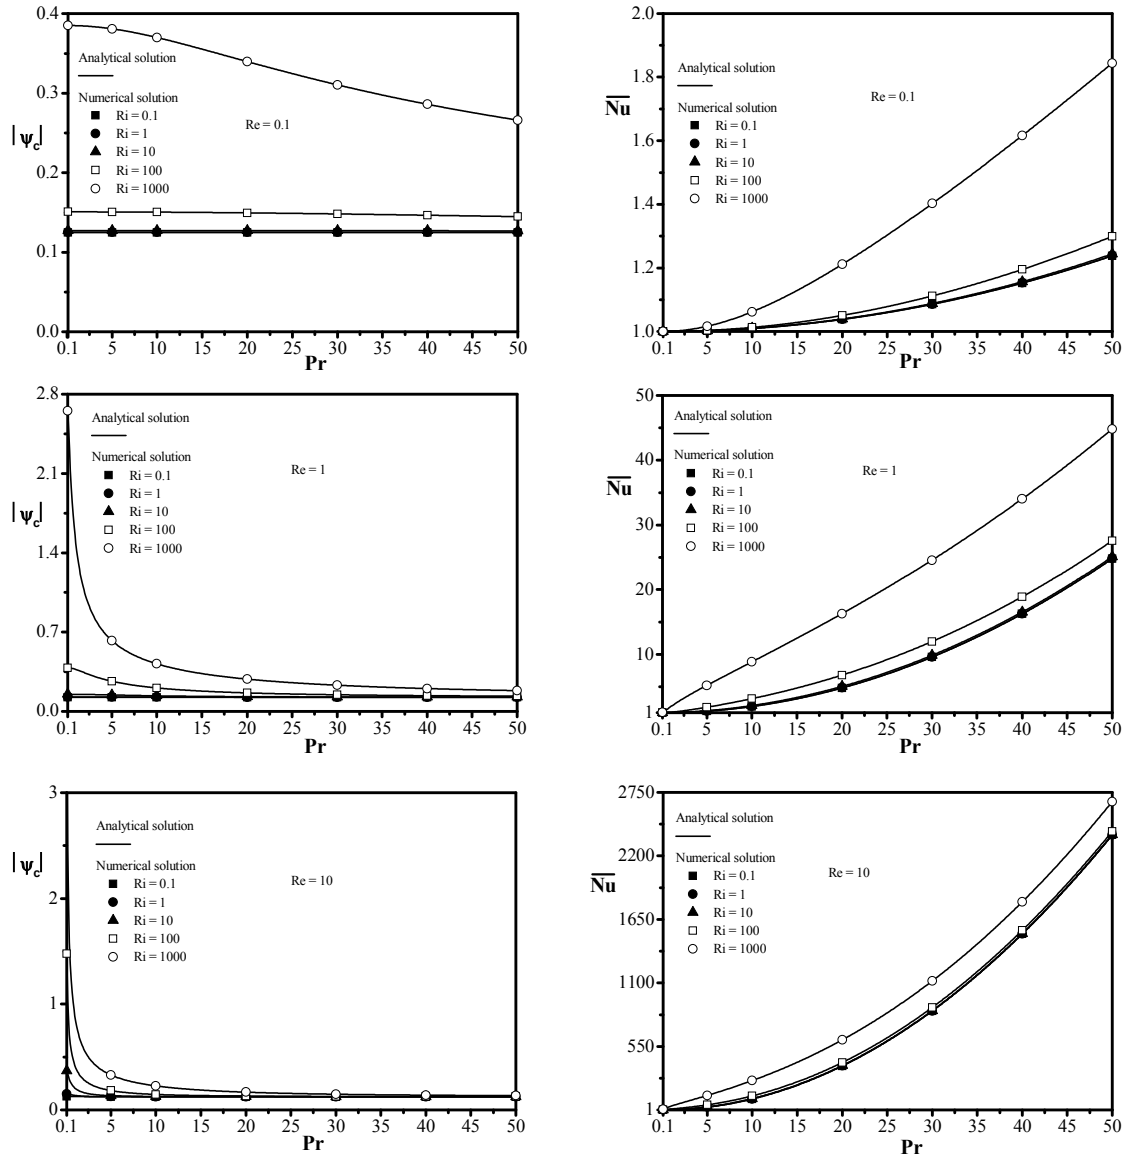 0.4
0.3
0.2
0.1
0.0
|ψc|
Analytical solution
Numerical solution
Ri = 0.1
Ri = 1
Ri = 10
Ri = 100
Ri = 1000
Re = 0.1
0.1 5 10 15 20 25 30 35 40 45 50
Pr
2.0
1.8
1.6
1.4
1.2
1.0
Nu
Analytical solution
Numerical solution
Ri = 0.1
Ri = 1
Ri = 10
Ri = 100
Ri = 1000
Re = 0.1
0.1 5 10 15 20 25 30 35 40 45 50
Pr
2.8
2.1
1.4
0.7
0.0
|ψc|
Analytical solution
Numerical solution
Ri = 0.1
Ri = 1
Ri = 10
Ri = 100
Ri = 1000
Re = 1
0.1 5 10 15 20 25 30 35 40 45 50
Pr
50
40
30
20
10
1
Nu
Analytical solution
Numerical solution
Ri = 0.1
Ri = 1
Ri = 10
Ri = 100
Ri = 1000
Re = 1
0.1 5 10 15 20 25 30 35 40 45 50
Pr
3
2
1
0
|ψc|
Analytical solution
Numerical solution
Ri = 0.1
Ri = 1
Ri = 10
Ri = 100
Ri = 1000
Re = 10
0.1 5 10 15 20 25 30 35 40 45 50
Pr
2750
2200
1650
1100
550
1
Nu
Analytical solution
Numerical solution
Ri = 0.1
Ri = 1
Ri = 10
Ri = 100
Ri = 1000
Re = 10
0.1 5 10 15 20 25 30 35 40 45 50
Pr